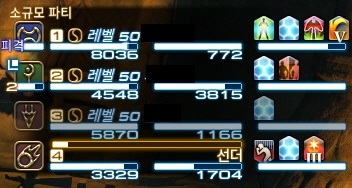 소규모 파티
1 S 레벨 50
피격
8036 772
V
2 S 레벨 50
2
4548 3815
3 S 레벨 50
5870 1166
4 선더
3329 1704